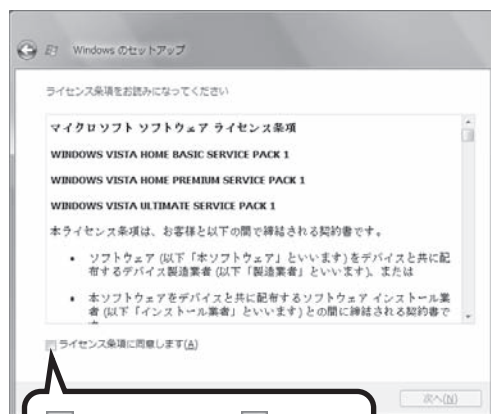 Windows のセットアップ
ライセンス条項をお読みになってください
マイクロソフト ソフトウェア ライセンス条項
WINDOWS VISTA HOME BASIC SERVICE PACK 1
WINDOWS VISTA HOME PREMIUM SERVICE PACK 1
WINDOWS VISTA ULTIMATE SERVICE PACK 1
本ライセンス条項は、お客様と以下の間で締結される契約書です。
• ソフトウェア (以下「本ソフトウェア」といいます) をデバイスと共に配
布するデバイス製造業者 (以下「製造業者」といいます)、または
• 本ソフトウェアをデバイスと共に配布するソフトウェア インストール業
者 (以下「インストール業者」といいます) との間に締結される契約書で
ライセンス条項に同意します(A)
次へ(N)